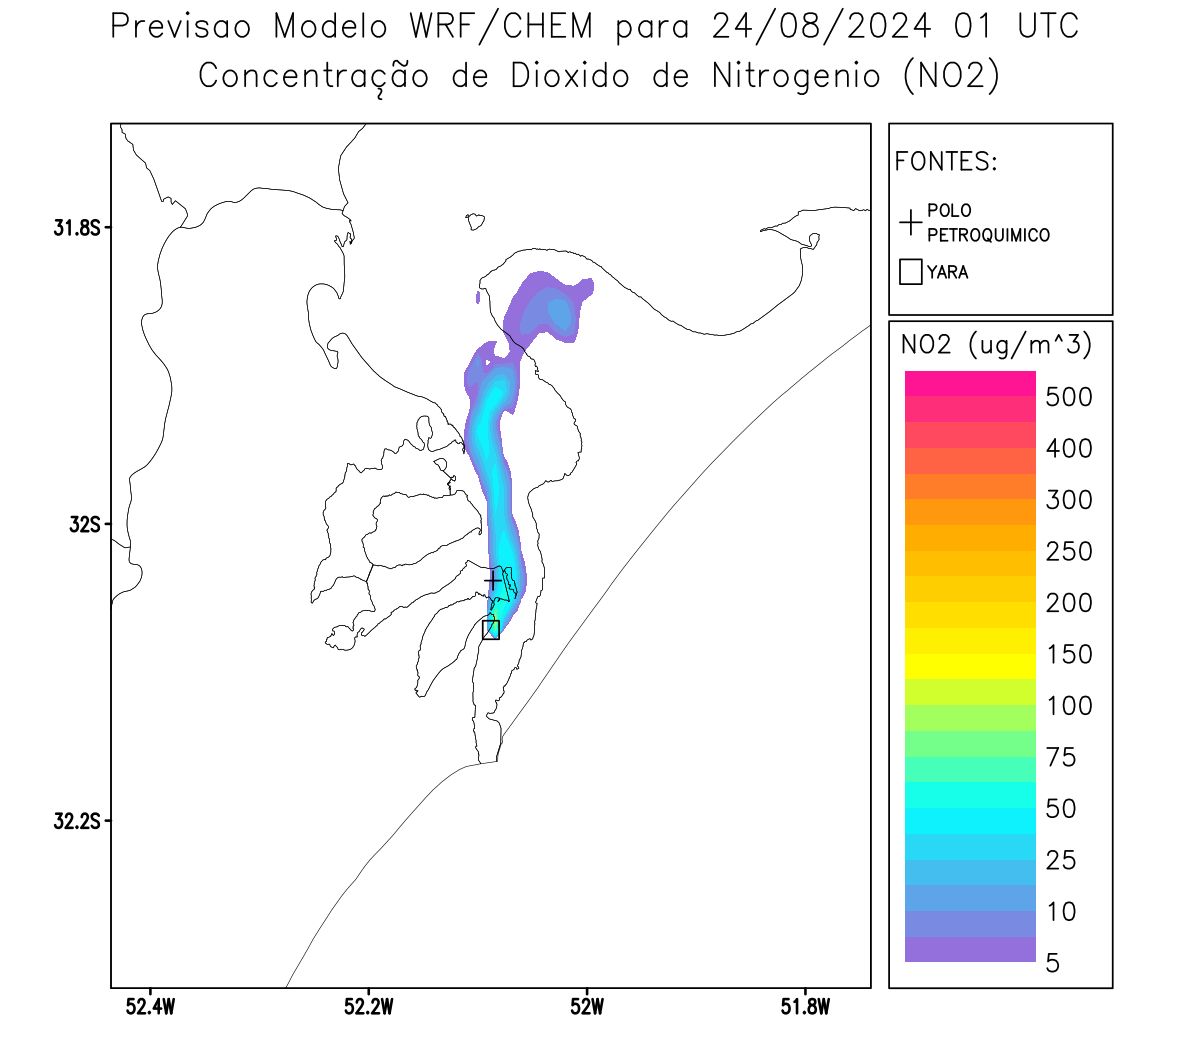 Previsao Modelo WRF/CHEM para 24/08/2024 01 UTC
Concentração de Dioxido de Nitrogenio (NO2)
FONTES:
POLO
PETROQUIMICO
YARA
NO2 (ug/m^3)
500
400
300
250
200
150
100
75
50
25
10
5
31.8S
32S
32.2S
52.4W
52.2W
52W
51.8W